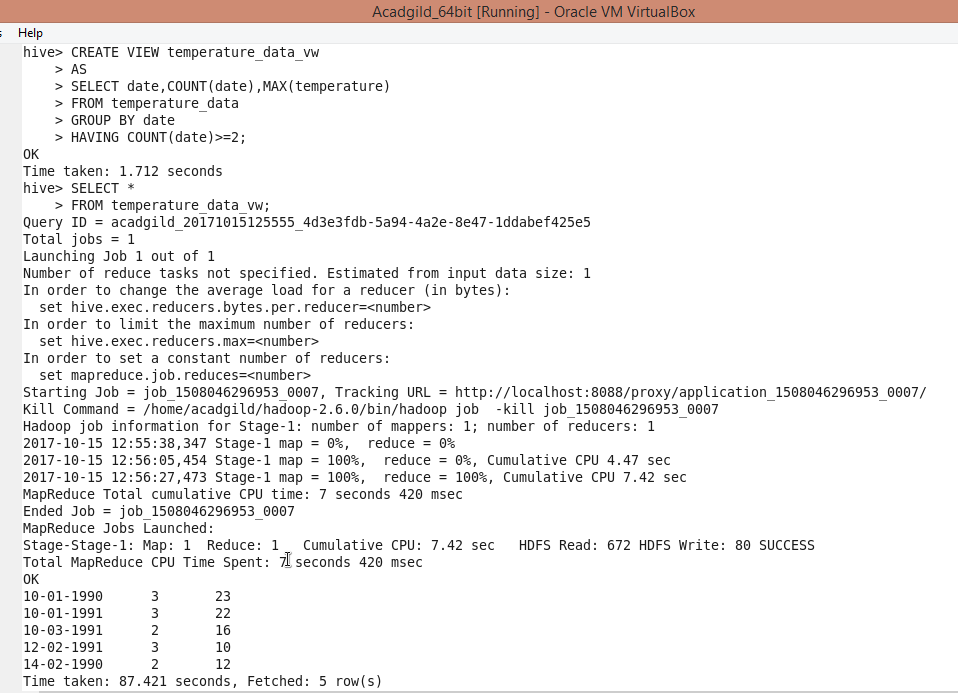 Acadgild_64bit [Running] - Oracle VM VirtualBox
s Help
hive> CREATE VIEW temperature_data_vw
    > AS
    > SELECT date,COUNT(date),MAX(temperature)
    > FROM temperature_data
    > GROUP BY date
    > HAVING COUNT(date)>=2;
OK
Time taken: 1.712 seconds
hive> SELECT *
    > FROM temperature_data_vw;
Query ID = acadgild_20171015125555_4d3e3fdb-5a94-4a2e-8e47-1ddabef425e5
Total jobs = 1
Launching Job 1 out of 1
Number of reduce tasks not specified. Estimated from input data size: 1
In order to change the average load for a reducer (in bytes):
  set hive.exec.reducers.bytes.per.reducer=<number>
In order to limit the maximum number of reducers:
  set hive.exec.reducers.max=<number>
In order to set a constant number of reducers:
  set mapreduce.job.reduces=<number>
Starting Job = job_1508046296953_0007, Tracking URL = http://localhost:8088/proxy/application_1508046296953_0007/
Kill Command = /home/acadgild/hadoop-2.6.0/bin/hadoop job  -kill job_1508046296953_0007
Hadoop job information for Stage-1: number of mappers: 1; number of reducers: 1
2017-10-15 12:55:38,347 Stage-1 map = 0%,  reduce = 0%
2017-10-15 12:56:05,454 Stage-1 map = 100%,  reduce = 0%, Cumulative CPU 4.47 sec
2017-10-15 12:56:27,473 Stage-1 map = 100%,  reduce = 100%, Cumulative CPU 7.42 sec
MapReduce Total cumulative CPU time: 7 seconds 420 msec
Ended Job = job_1508046296953_0007
MapReduce Jobs Launched:
Stage-Stage-1: Map: 1  Reduce: 1   Cumulative CPU: 7.42 sec   HDFS Read: 672 HDFS Write: 80 SUCCESS
Total MapReduce CPU Time Spent: 7 seconds 420 msec
OK
10-01-1990      3       23
10-01-1991      3       22
10-03-1991      2       16
12-02-1991      3       10
14-02-1990      2       12
Time taken: 87.421 seconds, Fetched: 5 row(s)